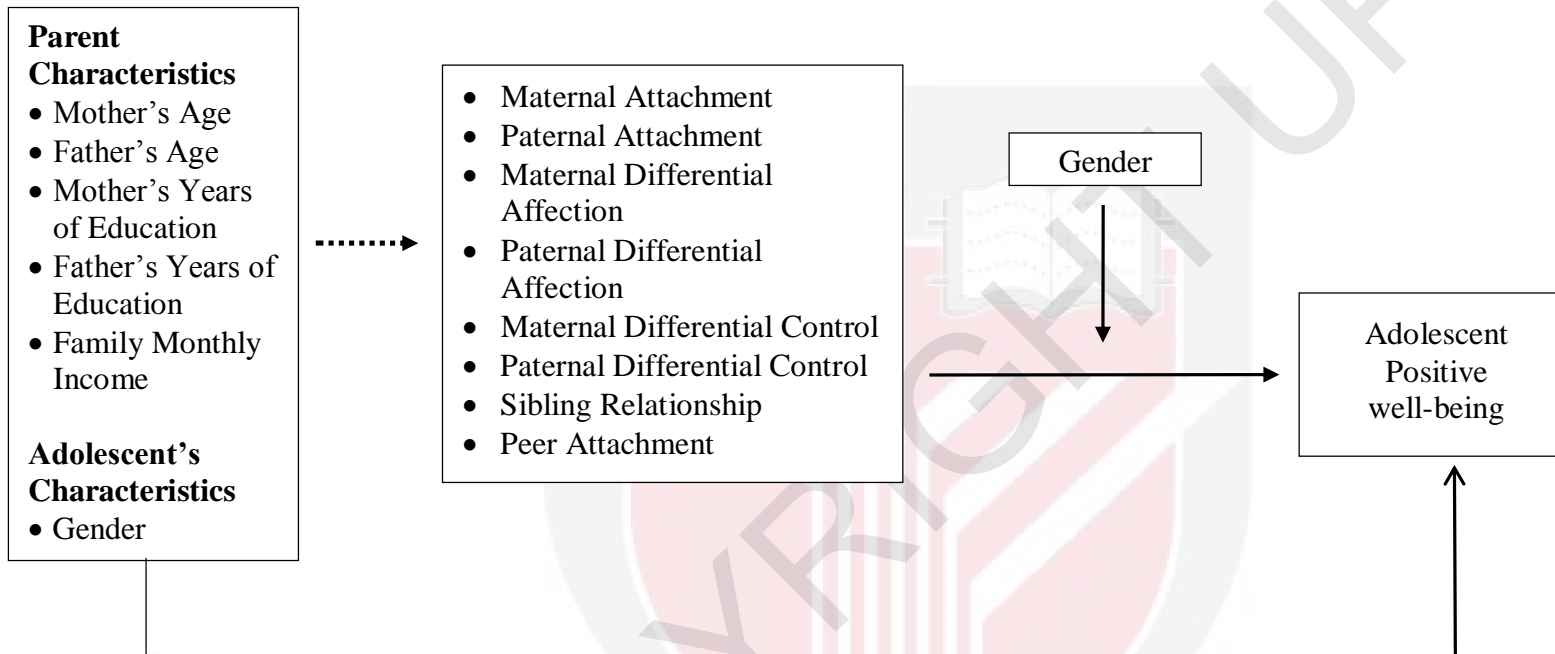 Parent
Characteristics
• Mother's Age
• Father's Age
• Mother's Years
of Education
• Father's Years of
Education
• Family Monthly
Income
Adolescent's
Characteristics
• Gender
• Maternal Attachment
• Paternal Attachment
• Maternal Differential
Affection
• Paternal Differential
Affection
• Maternal Differential Control
• Paternal Differential Control
• Sibling Relationship
• Peer Attachment
Gender
Adolescent
Positive
well-being